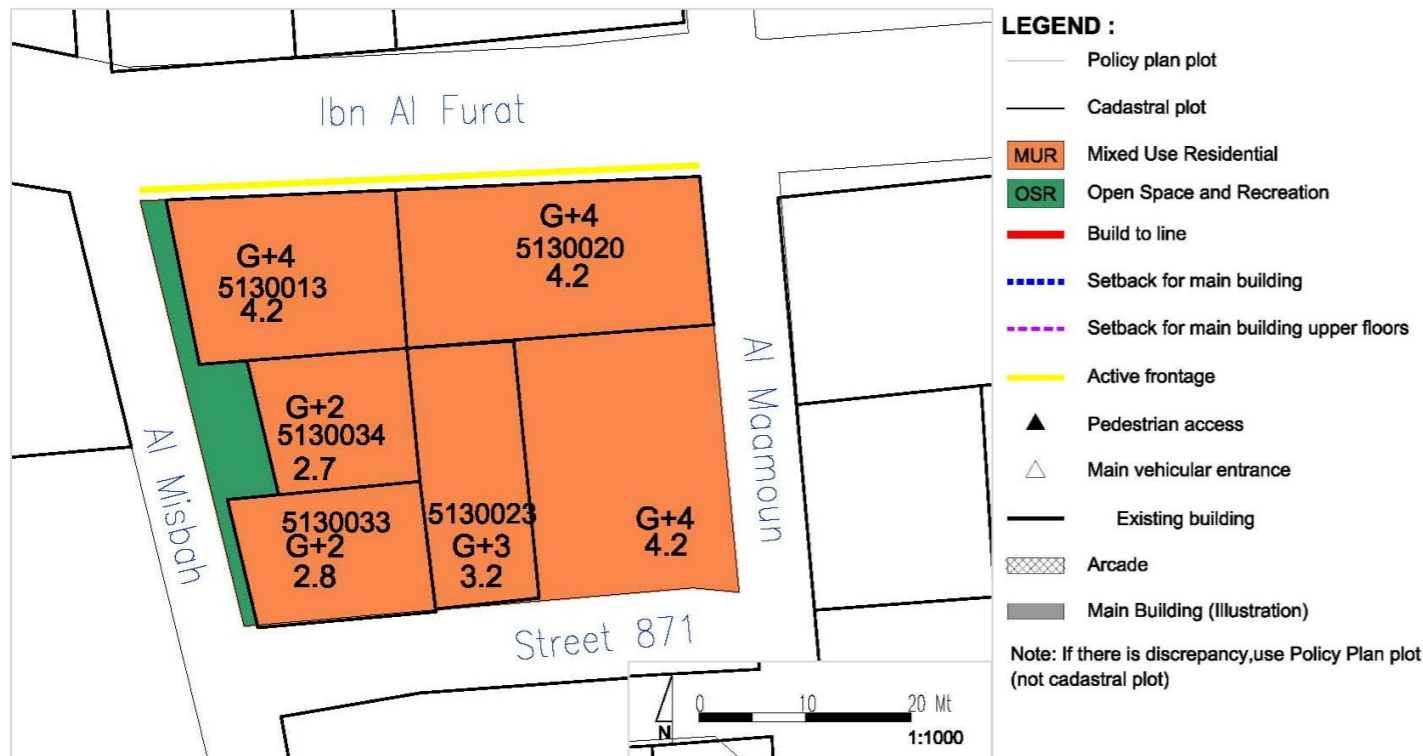 Ibn Al Furat
G+4
5130013
4.2
G+4
5130020
4.2
G+2
5130034
2.7
5130033
G+2
2.8
5130023
G+3
3.2
G+4
4.2
Al Misbah
Al Maamoun
Street 871
N
0 10 20 Mt
1:1000
LEGEND :
Policy plan plot
Cadastral plot
MUR Mixed Use Residential
OSR Open Space and Recreation
Build to line
Setback for main building
Setback for main building upper floors
Active frontage
Pedestrian access
Main vehicular entrance
Existing building
Arcade
Main Building (Illustration)
Note: If there is discrepancy,use Policy Plan plot
(not cadastral plot)